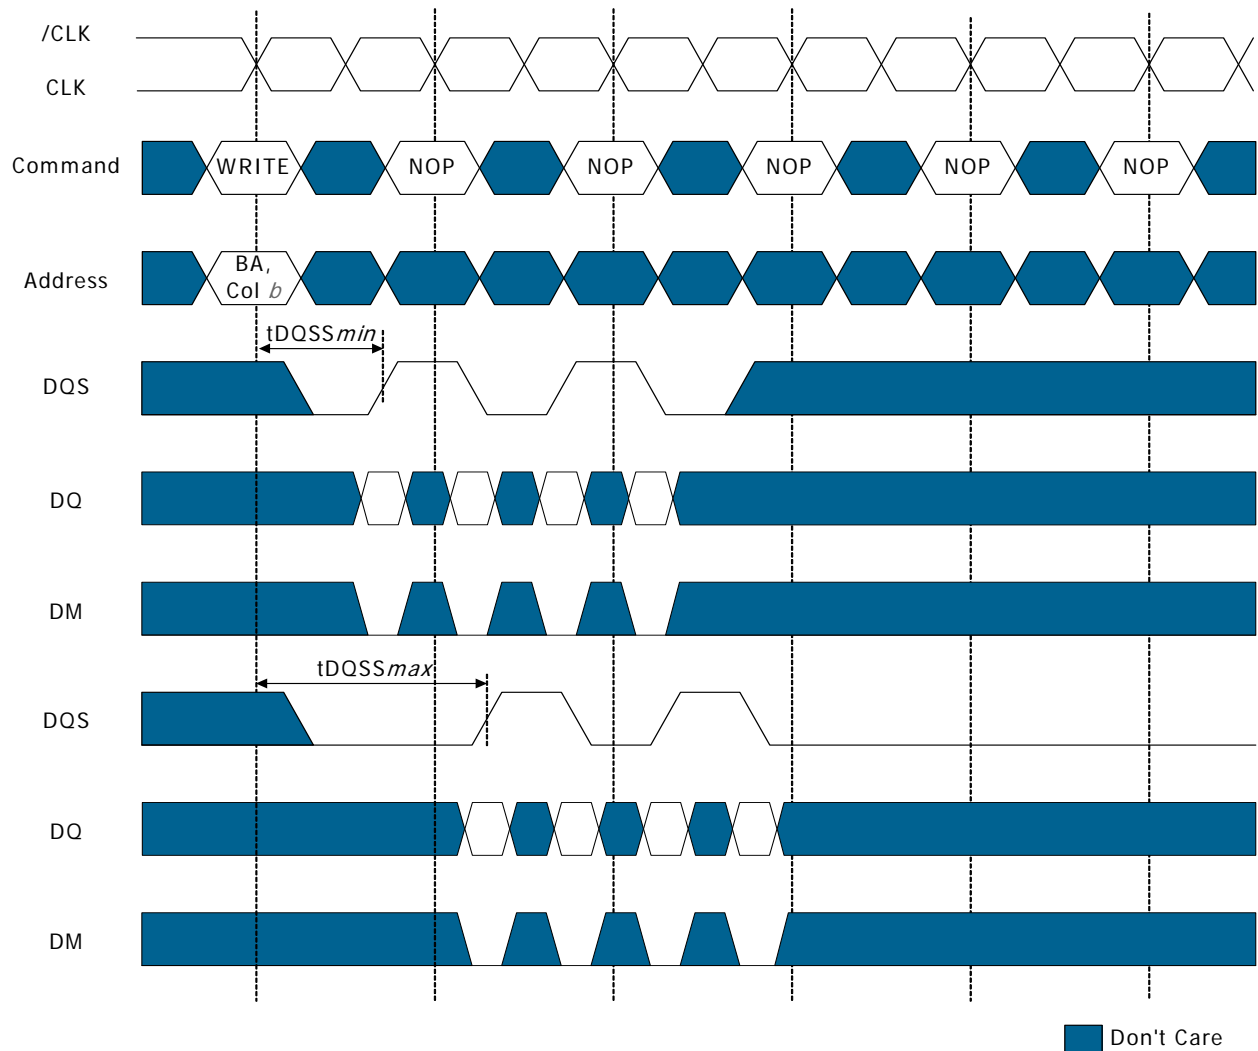 /CLK
CLK
Command WRITE NOP NOP NOP NOP NOP
Address BA,
Col b
tDQSSmin
DQS
DQ
DM
tDQSSmax
DQS
DQ
DM
Don't Care